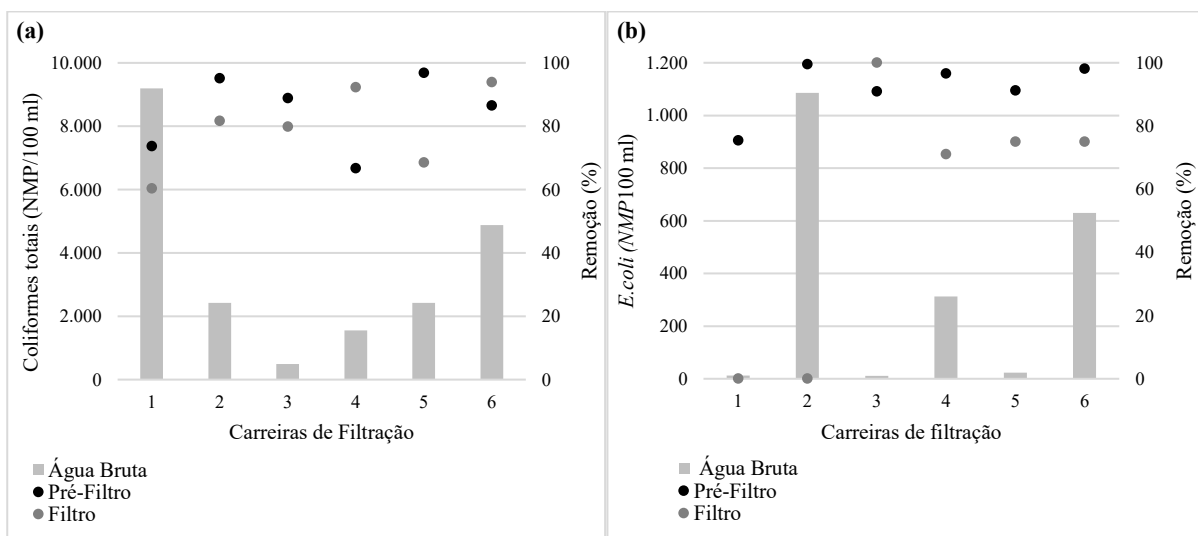 (a)
Coliformes totais (NMP/100 ml)
10.000
8.000
6.000
4.000
2.000
0
100
80
60
40
20
0
Remoção (%)
1 2 3 4 5 6
Carreiras de Filtração
Água Bruta
Pré-Filtro
Filtro
(b)
E.coli (NMP100 ml)
1.200
1.000
800
600
400
200
0
100
80
60
40
20
0
Remoção (%)
1 2 3 4 5 6
Carreiras de filtração
Água Bruta
Pré-Filtro
Filtro